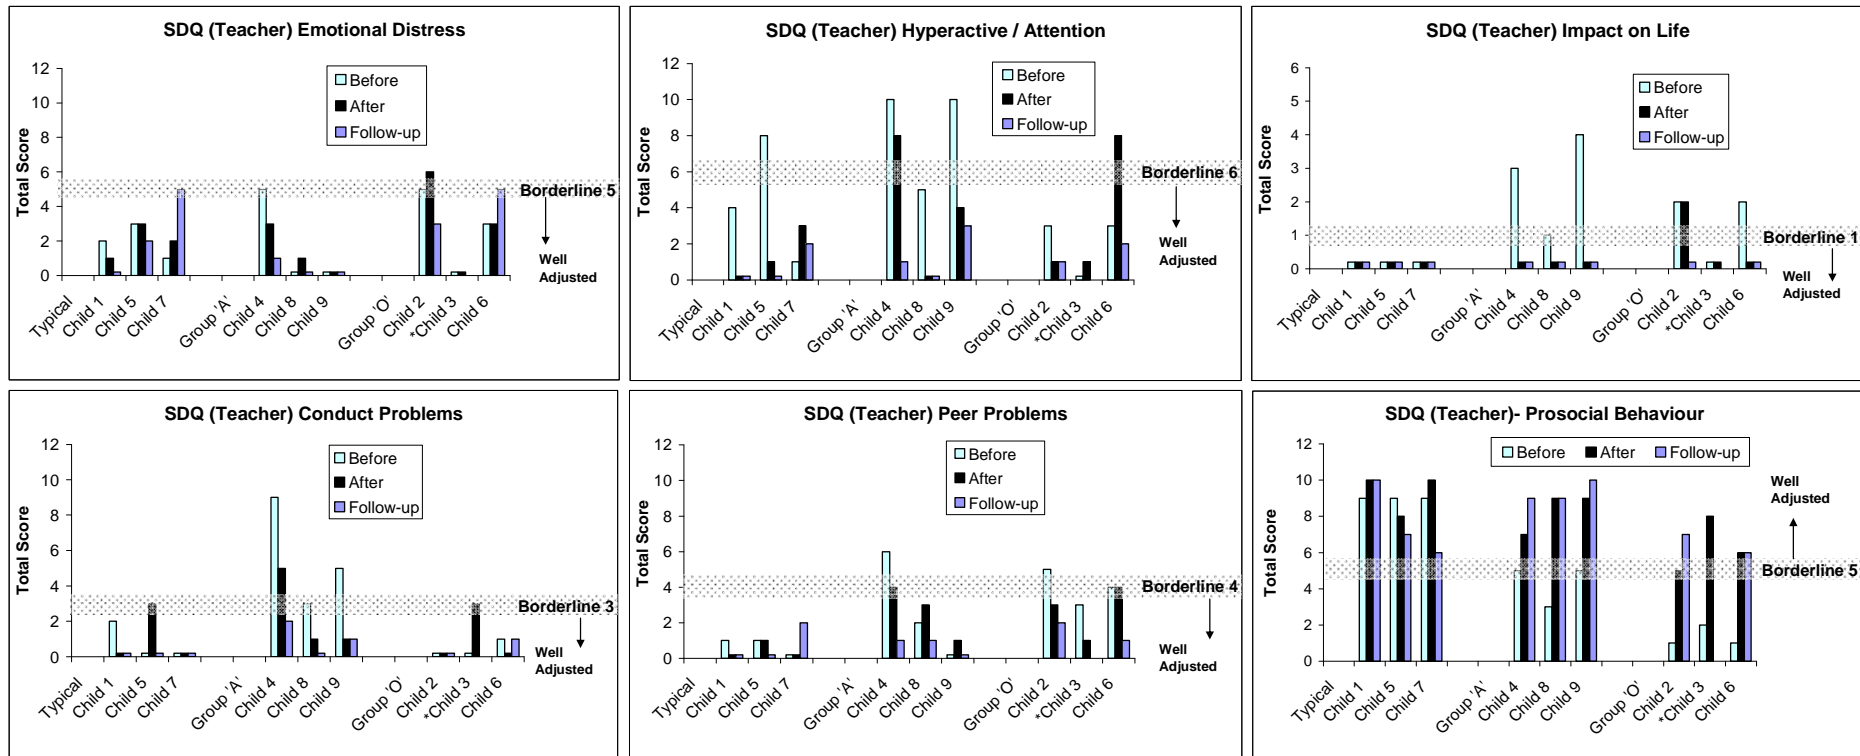 SDQ (Teacher) Emotional Distress
12
10
8
6
4
2
0
Total Score
Before
After
Follow-up
Borderline 5
Well
Adjusted
Typical
Child 1
Child 5
Child 7
Group 'A'
Child 4
Child 8
Child 9
Group 'O'
Child 2
*Child 3
Child 6
SDQ (Teacher) Hyperactive / Attention
12
10
8
6
4
2
0
Total Score
Before
After
Follow-up
Borderline 6
Well
Adjusted
Typical
Child 1
Child 5
Child 7
Group 'A'
Child 4
Child 8
Child 9
Group 'O'
Child 2
*Child 3
Child 6
SDQ (Teacher) Impact on Life
6
5
4
3
2
1
0
Total Score
Before
After
Follow-up
Borderline 1
Well
Adjusted
Typical
Child 1
Child 5
Child 7
Group 'A'
Child 4
Child 8
Child 9
Group 'O'
Child 2
*Child 3
Child 6
SDQ (Teacher) Conduct Problems
12
10
8
6
4
2
0
Total Score
Before
After
Follow-up
Borderline 3
Well
Adjusted
Typical
Child 1
Child 5
Child 7
Group 'A'
Child 4
Child 8
Child 9
Group 'O'
Child 2
*Child 3
Child 6
SDQ (Teacher) Peer Problems
12
10
8
6
4
2
0
Total Score
Before
After
Follow-up
Borderline 4
Well
Adjusted
Typical
Child 1
Child 5
Child 7
Group 'A'
Child 4
Child 8
Child 9
Group 'O'
Child 2
*Child 3
Child 6
SDQ (Teacher)- Prosocial Behaviour
12
10
8
6
4
2
0
Total Score
Before After Follow-up
Well
Adjusted
Borderline 5
Typical
Child 1
Child 5
Child 7
Group 'A'
Child 4
Child 8
Child 9
Group 'O'
Child 2
*Child 3
Child 6